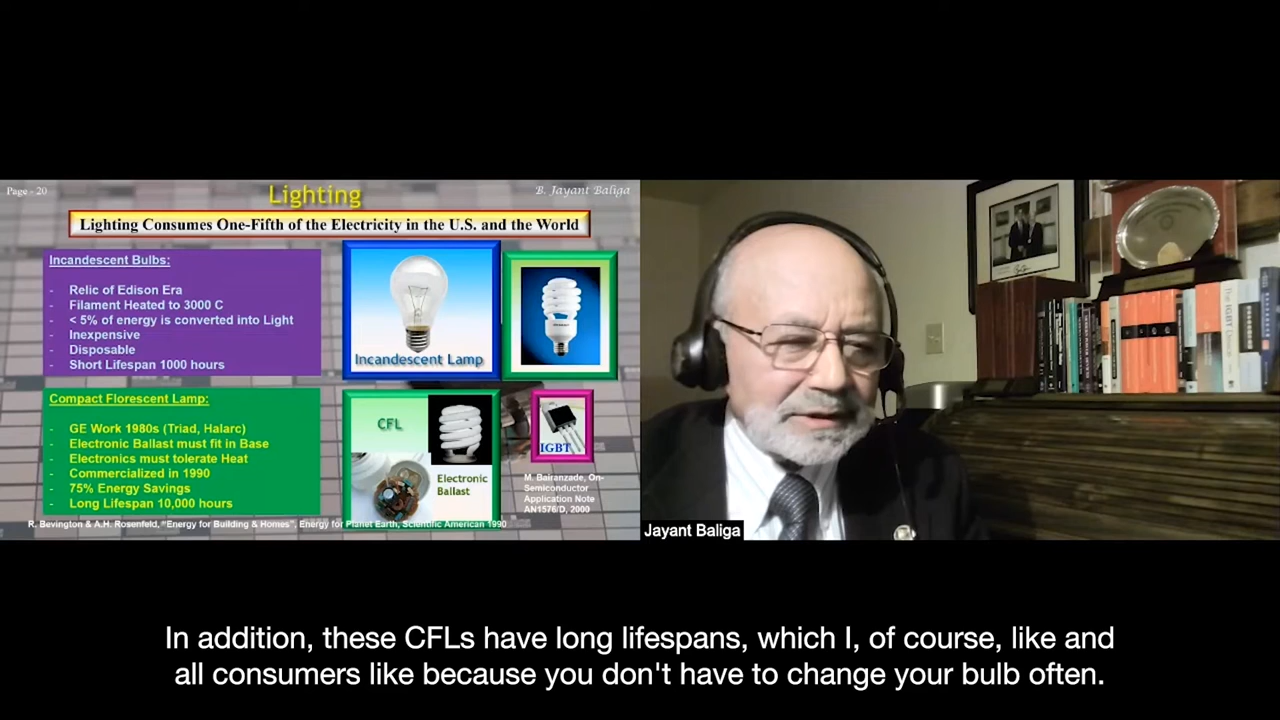 Page - 20
Lighting
B. Jayant Baliga
Lighting Consumes One-Fifth of the Electricity in the U.S. and the World
Incandescent Bulbs:
- Relic of Edison Era
- Filament Heated to 3000 C
- < 5% of energy is converted into Light
- Inexpensive
- Disposable
- Short Lifespan 1000 hours
Incandescent Lamp
Compact Florescent Lamp:
- GE Work 1980s (Triad, Halarc)
- Electronic Ballast must fit in Base
- Electronics must tolerate Heat
- Commercialized in 1990
- 75% Energy Savings
- Long Lifespan 10,000 hours
CFL
Electronic
Ballast
IGBT
M. Bairanzade, On-
Semiconductor
Application Note
AN1576/D, 2000
R. Bevington & A.H. Rosenfeld, "Energy for Building & Homes", Energy for Planet Earth, Scientific American 1990
Jayant Baliga
In addition, these CFLs have long lifespans, which I, of course, like and
all consumers like because you don't have to change your bulb often.